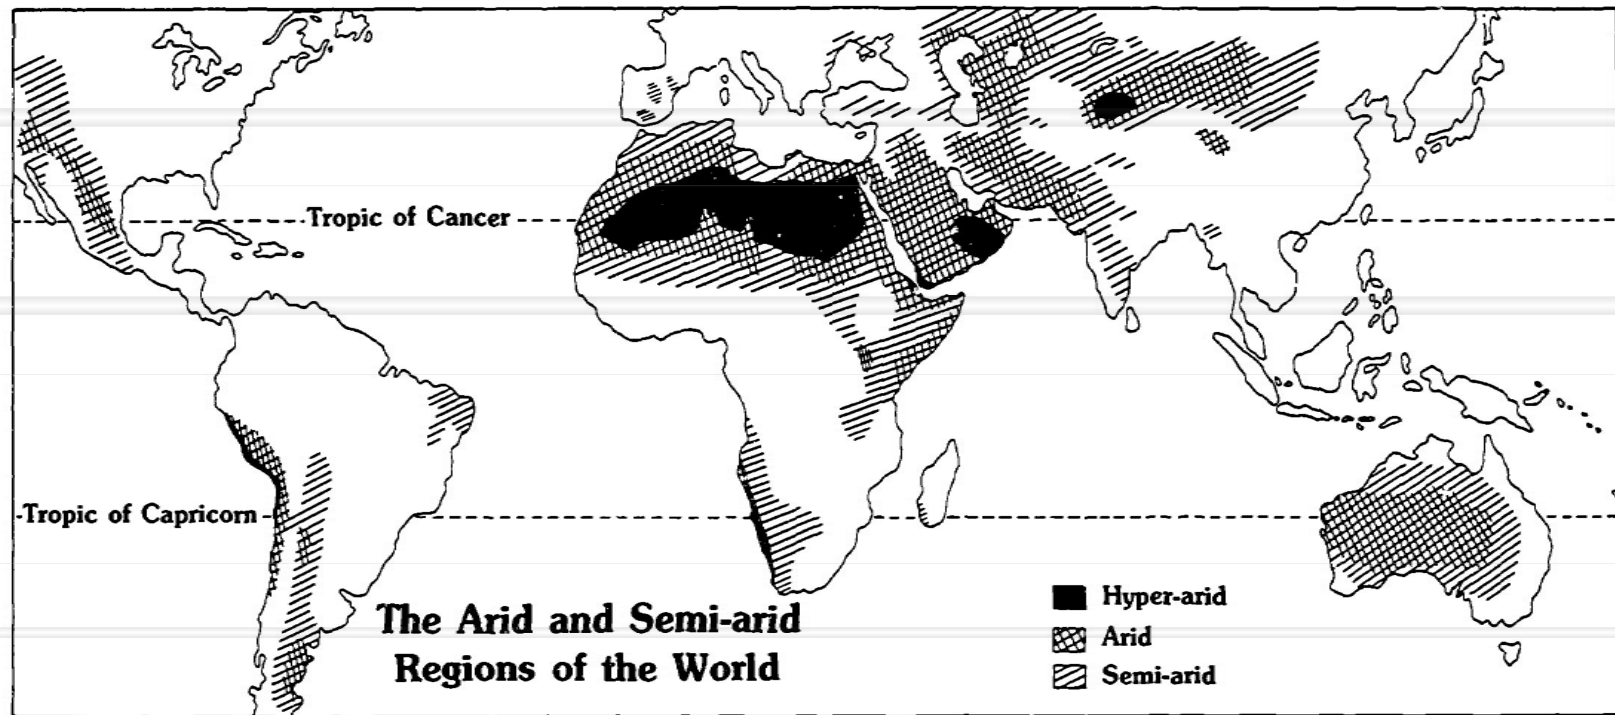 Tropic of Cancer
-Tropic of Capricorn-
The Arid and Semi-arid
Regions of the World
Hyper-arid
Arid
Semi-arid